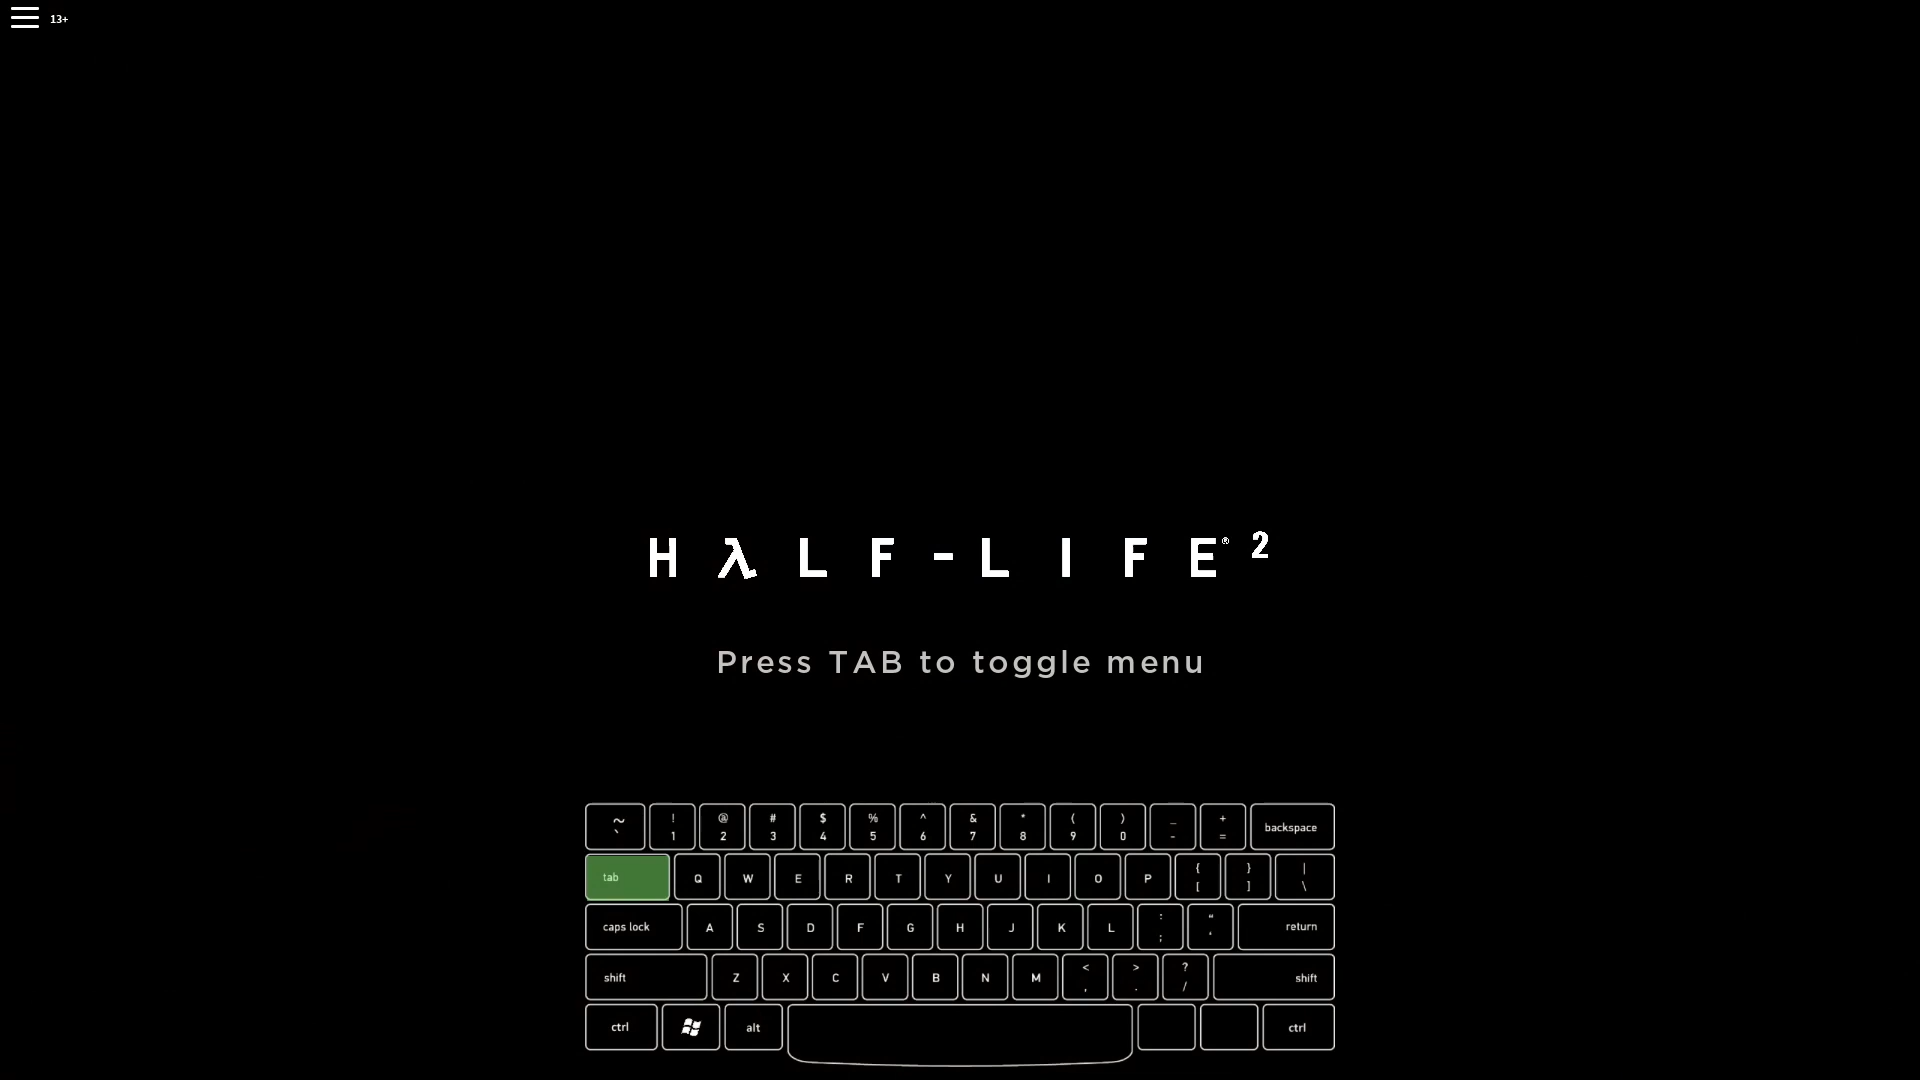 13+
HλLF-LIFE® 2
Press TAB to toggle menu
~ ! @ # $ % ^ & * ( ) _ +
` 1 2 3 4 5 6 7 8 9 0 - = backspace
tab Q W E R T Y U I O P { [ } ] | \
caps lock A S D F G H J K L : ; " ' return
shift Z X C V B N M < , > . ? / shift
ctrl alt ctrl